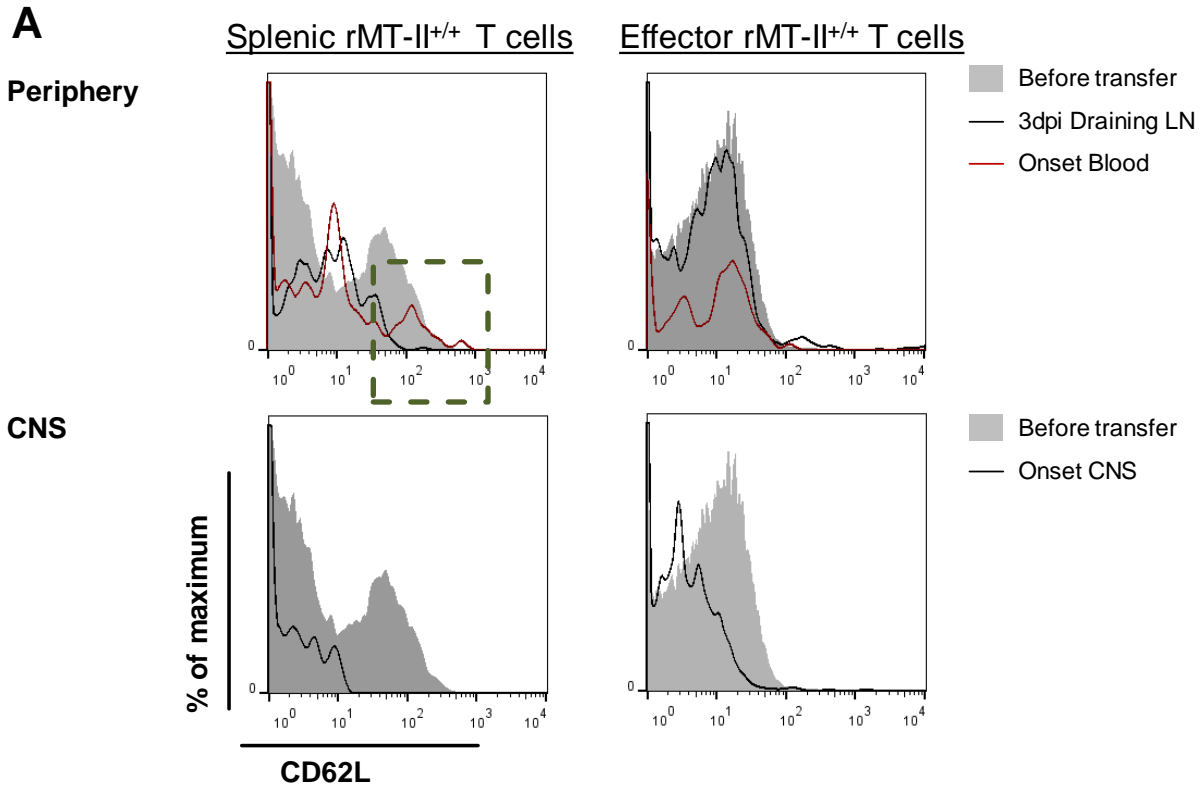 A
Splenic rMT-II+/+ T cells
Effector rMT-II+/+ T cells
Periphery
Before transfer
3dpi Draining LN
Onset Blood
0
10^0 10^1 10^2 10^3 10^4
0
10^0 10^1 10^2 10^3 10^4
CNS
Before transfer
Onset CNS
% of maximum
0
10^0 10^1 10^2 10^3 10^4
0
10^0 10^1 10^2 10^3 10^4
CD62L